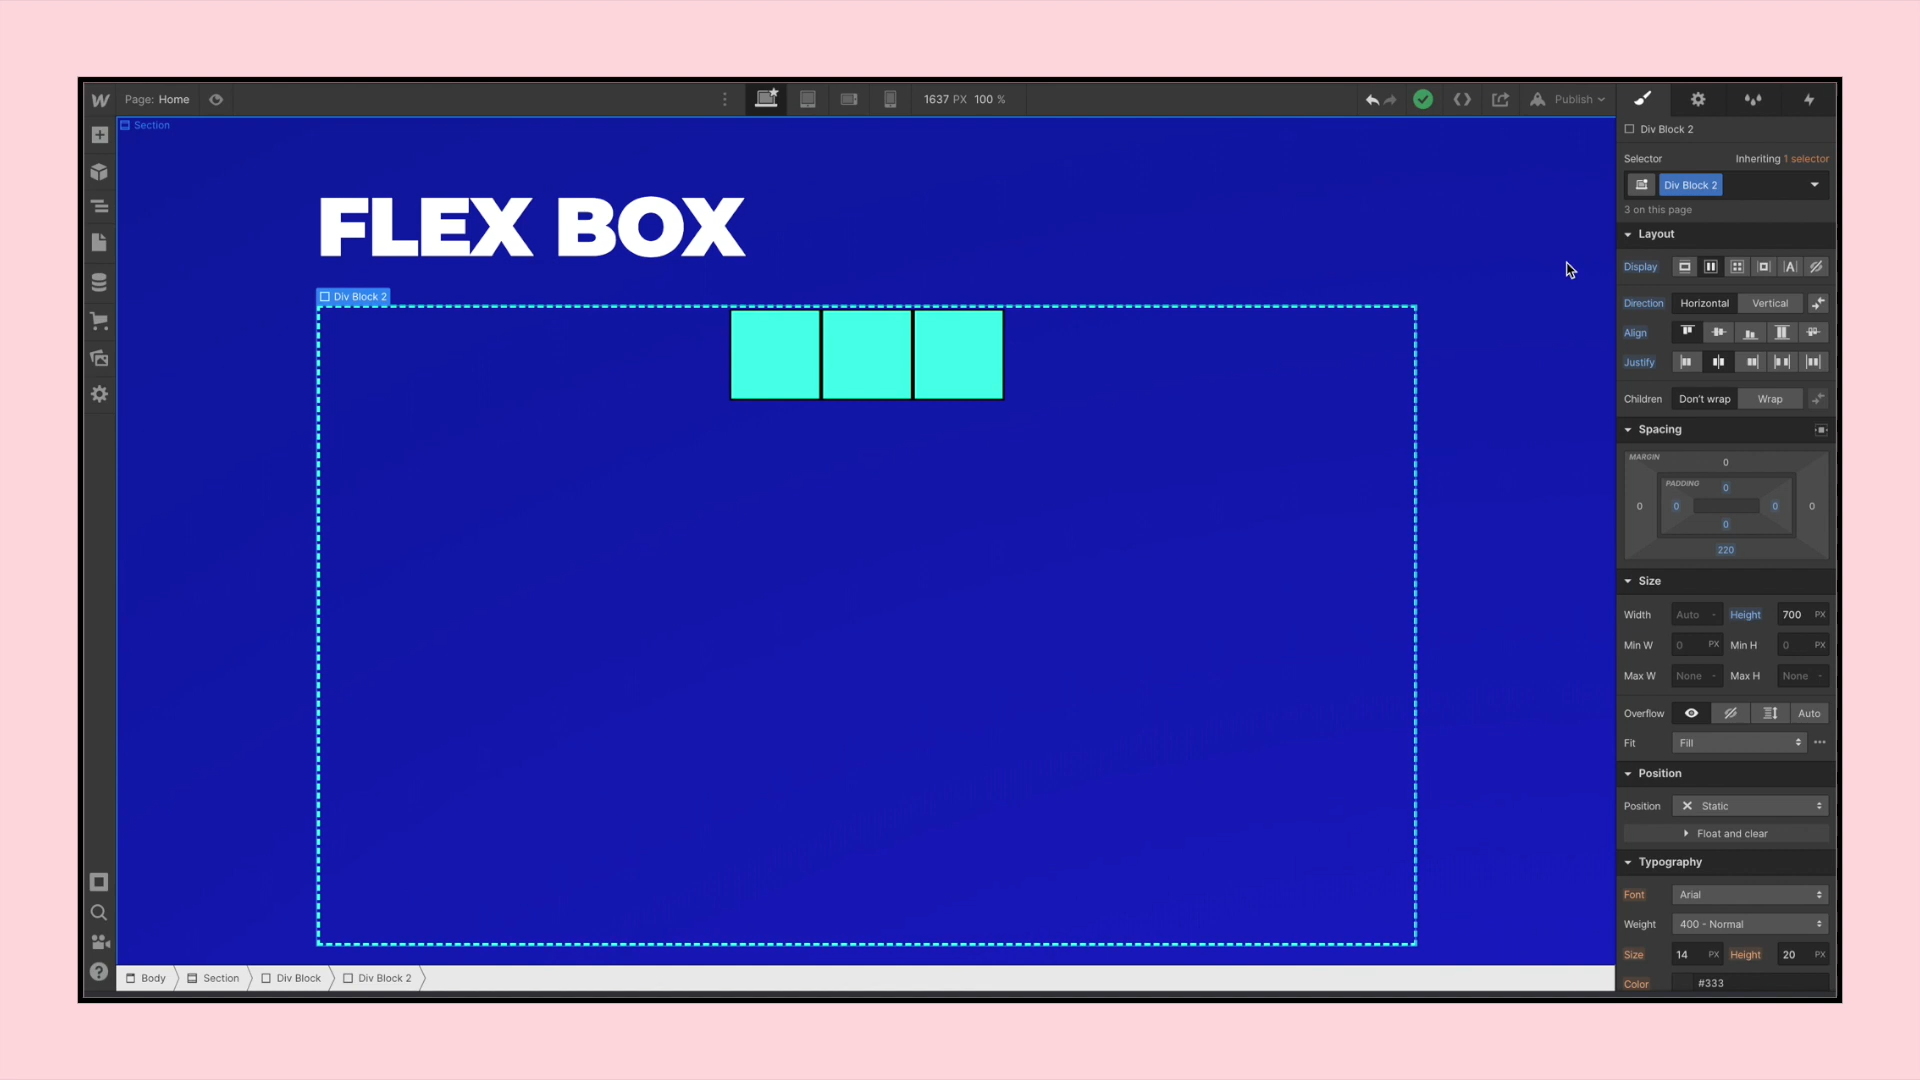 Page: Home
1637 PX 100 %
Publish
Section
FLEX BOX
Div Block 2
Body
Section
Div Block
Div Block 2
Div Block 2
Selector
Inheriting 1 selector
Div Block 2
3 on this page
Layout
Display
Direction
Horizontal
Vertical
Align
Justify
Children
Don't wrap
Wrap
Spacing
MARGIN
0
PADDING
0
0
0
0
0
0
220
Size
Width
Auto
-
Height
700
PX
Min W
0
PX
Min H
0
PX
Max W
None
-
Max H
None
-
Overflow
Auto
Fit
Fill
Position
Position
Static
Float and clear
Typography
Font
Arial
Weight
400 - Normal
Size
14
PX
Height
20
PX
Color
#333